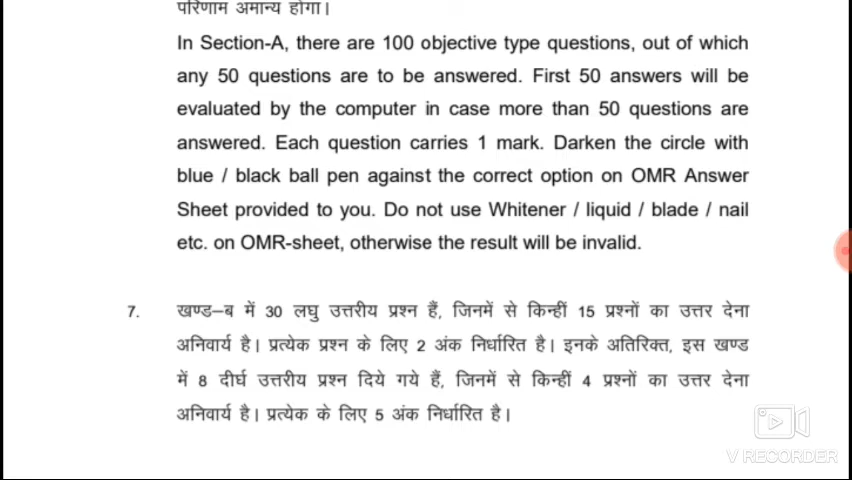 परिणाम अमान्य होगा।
In Section-A, there are 100 objective type questions, out of which
any 50 questions are to be answered. First 50 answers will be
evaluated by the computer in case more than 50 questions are
answered. Each question carries 1 mark. Darken the circle with
blue / black ball pen against the correct option on OMR Answer
Sheet provided to you. Do not use Whitener / liquid / blade / nail
etc. on OMR-sheet, otherwise the result will be invalid.
7. खण्ड–ब में 30 लघु उत्तरीय प्रश्न हैं, जिनमें से किन्हीं 15 प्रश्नों का उत्तर देना
अनिवार्य है। प्रत्येक प्रश्न के लिए 2 अंक निर्धारित है। इनके अतिरिक्त, इस खण्ड
में 8 दीर्घ उत्तरीय प्रश्न दिये गये हैं, जिनमें से किन्हीं 4 प्रश्नों का उत्तर देना
अनिवार्य है। प्रत्येक के लिए 5 अंक निर्धारित है।
V RECORDER